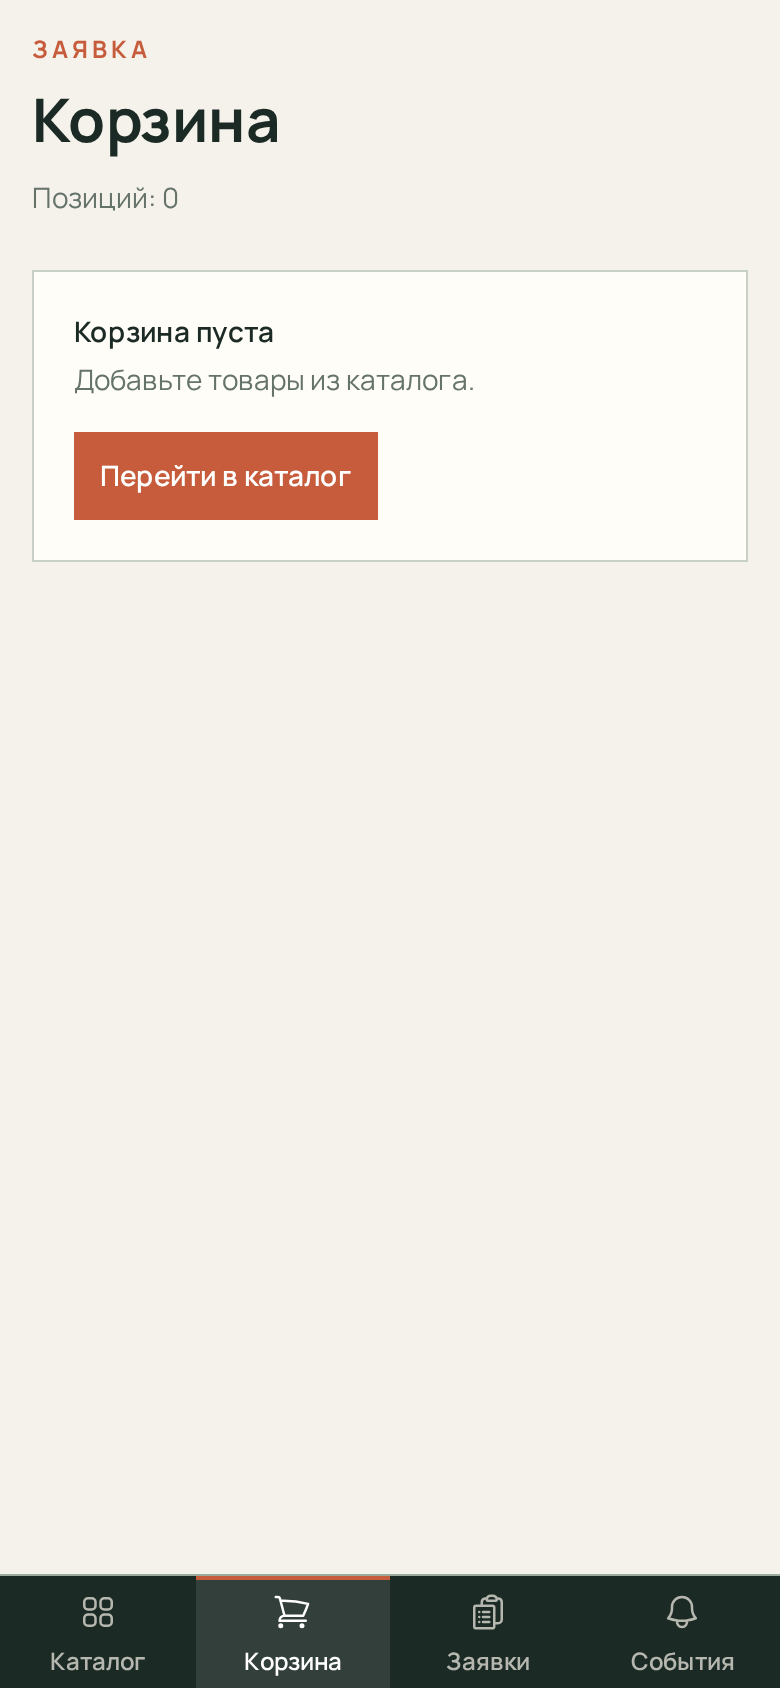 ЗАЯВКА
Корзина
Позиций: 0
Корзина пуста
Добавьте товары из каталога.
Перейти в каталог
Каталог
Корзина
Заявки
События